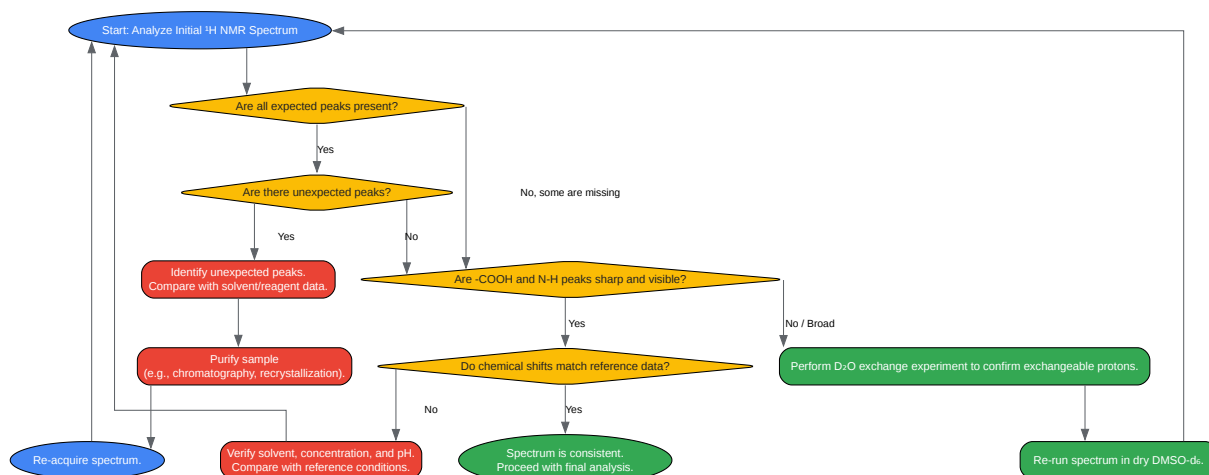 Start: Analyze Initial ¹H NMR Spectrum
Are all expected peaks present?
Yes
Are there unexpected peaks?
No, some are missing
Yes
No
Identify unexpected peaks.
Compare with solvent/reagent data.
Are -COOH and N-H peaks sharp and visible?
Yes
No / Broad
Purify sample
(e.g., chromatography, recrystallization).
Do chemical shifts match reference data?
Perform D₂O exchange experiment to confirm exchangeable protons.
No
Yes
Re-acquire spectrum.
Verify solvent, concentration, and pH.
Compare with reference conditions.
Spectrum is consistent.
Proceed with final analysis.
Re-run spectrum in dry DMSO-d₆.